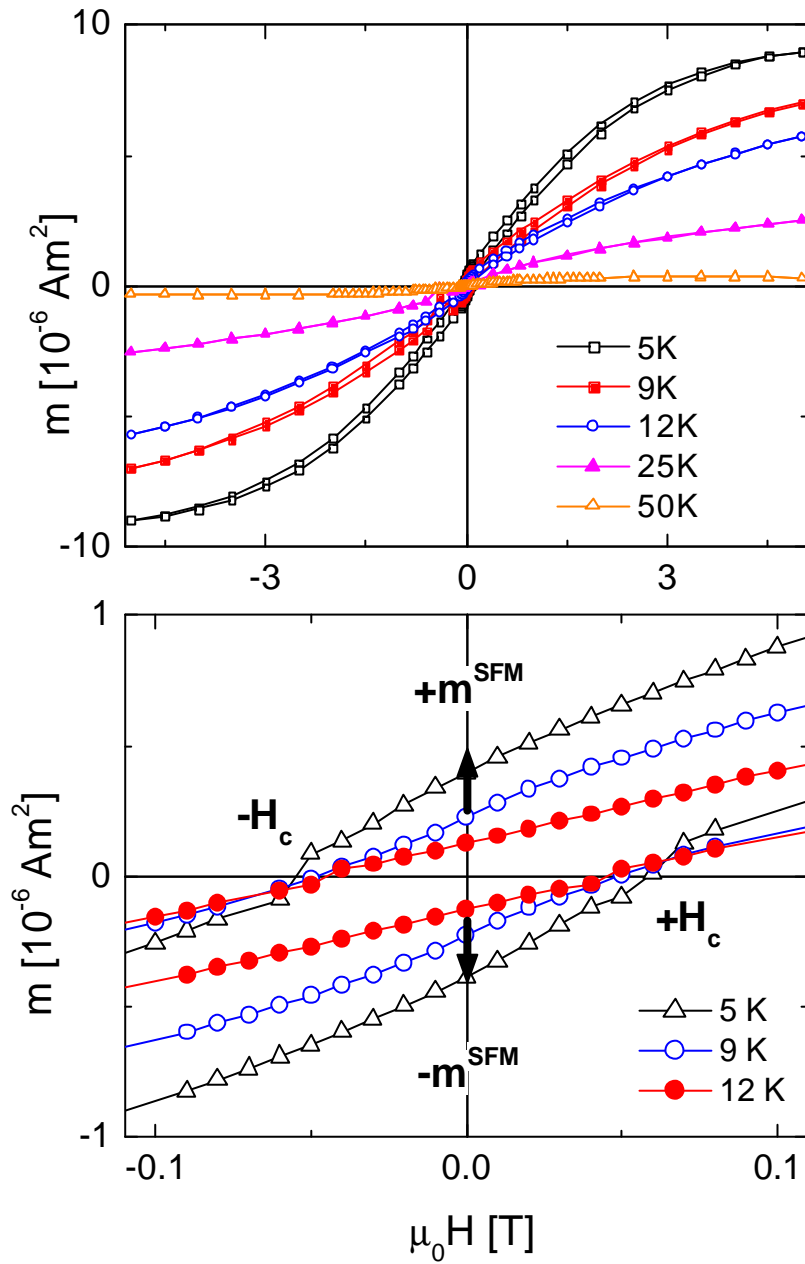 10
0
-10
m [10⁻⁶ Am²]
5K
9K
12K
25K
50K
-3
0
3
1
0
-1
m [10⁻⁶ Am²]
+m^SFM
-H_c
+H_c
-m^SFM
5 K
9 K
12 K
-0.1
0.0
0.1
μ₀H [T]